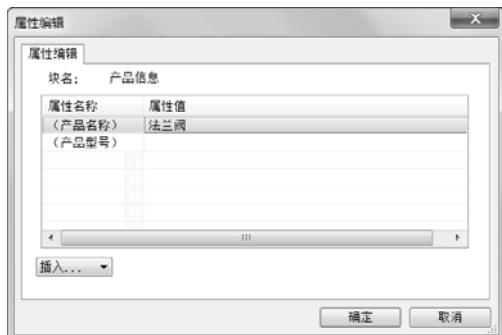 属性编辑
属性编辑
块名： 产品信息
属性名称 属性值
（产品名称） 法兰阀
（产品型号）
插入...
确定 取消